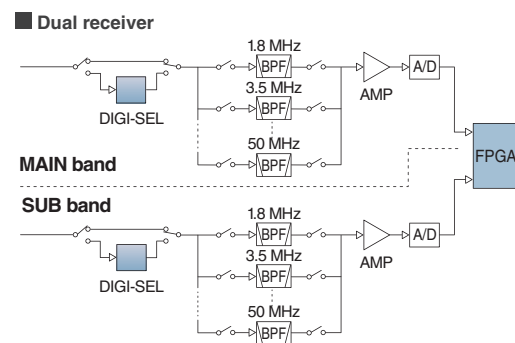 Dual receiver
1.8 MHz
BPF
3.5 MHz
BPF
50 MHz
BPF
DIGI-SEL
AMP
A/D
MAIN band
FPGA
SUB band
1.8 MHz
BPF
3.5 MHz
BPF
50 MHz
BPF
DIGI-SEL
AMP
A/D